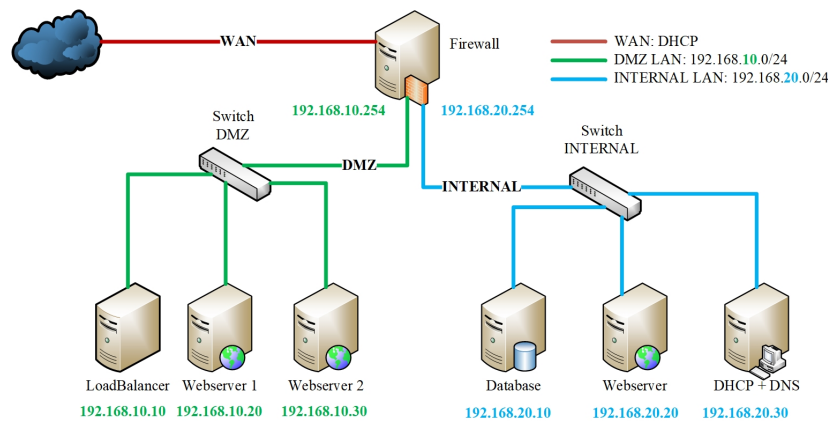 WAN
Firewall
WAN: DHCP
DMZ LAN: 192.168.10.0/24
INTERNAL LAN: 192.168.20.0/24
192.168.10.254
192.168.20.254
Switch
DMZ
Switch
INTERNAL
DMZ
INTERNAL
LoadBalancer
Webserver 1
Webserver 2
Database
Webserver
DHCP + DNS
192.168.10.10
192.168.10.20
192.168.10.30
192.168.20.10
192.168.20.20
192.168.20.30